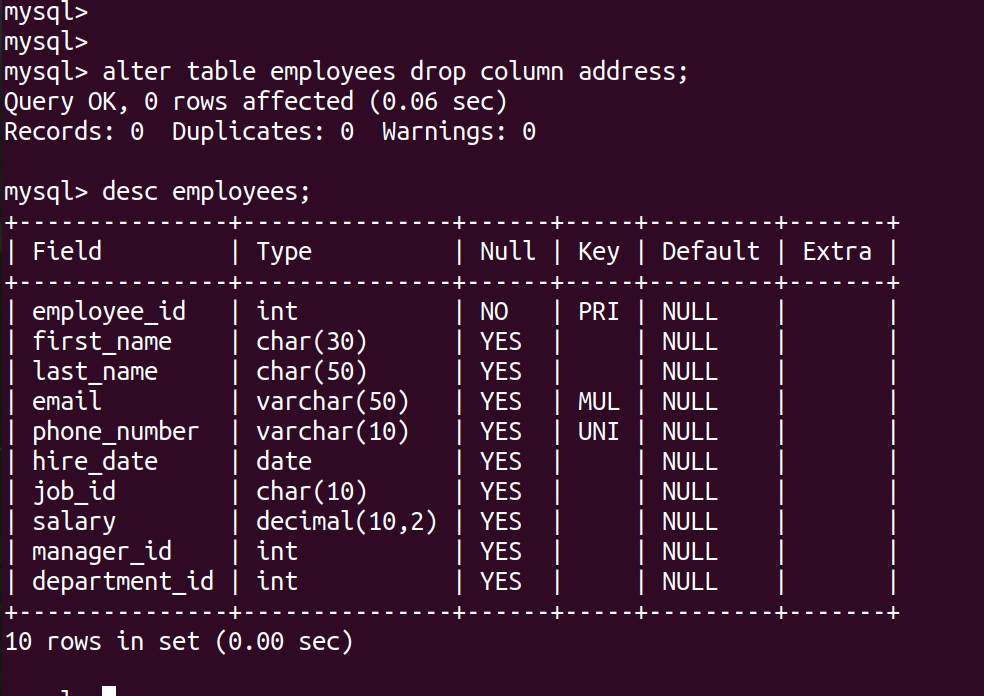 mysql>
mysql>
mysql> alter table employees drop column address;
Query OK, 0 rows affected (0.06 sec)
Records: 0  Duplicates: 0  Warnings: 0
mysql> desc employees;
+---------------+---------------+------+-----+---------+-------+
| Field         | Type          | Null | Key | Default | Extra |
+---------------+---------------+------+-----+---------+-------+
| employee_id   | int           | NO   | PRI | NULL    |       |
| first_name    | char(30)      | YES  |     | NULL    |       |
| last_name     | char(50)      | YES  |     | NULL    |       |
| email         | varchar(50)   | YES  | MUL | NULL    |       |
| phone_number  | varchar(10)   | YES  | UNI | NULL    |       |
| hire_date     | date          | YES  |     | NULL    |       |
| job_id        | char(10)      | YES  |     | NULL    |       |
| salary        | decimal(10,2) | YES  |     | NULL    |       |
| manager_id    | int           | YES  |     | NULL    |       |
| department_id | int           | YES  |     | NULL    |       |
+---------------+---------------+------+-----+---------+-------+
10 rows in set (0.00 sec)